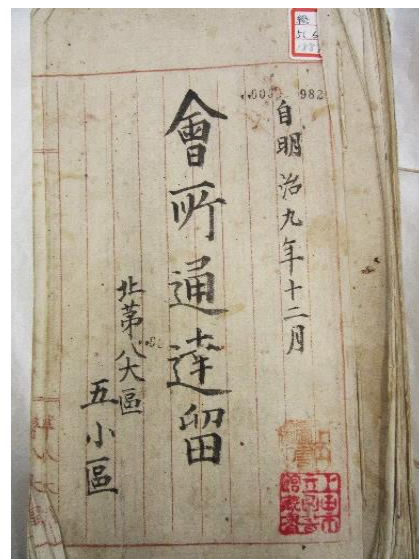 自明治九年十二月
會所通達留
北第八大區
五小區
982